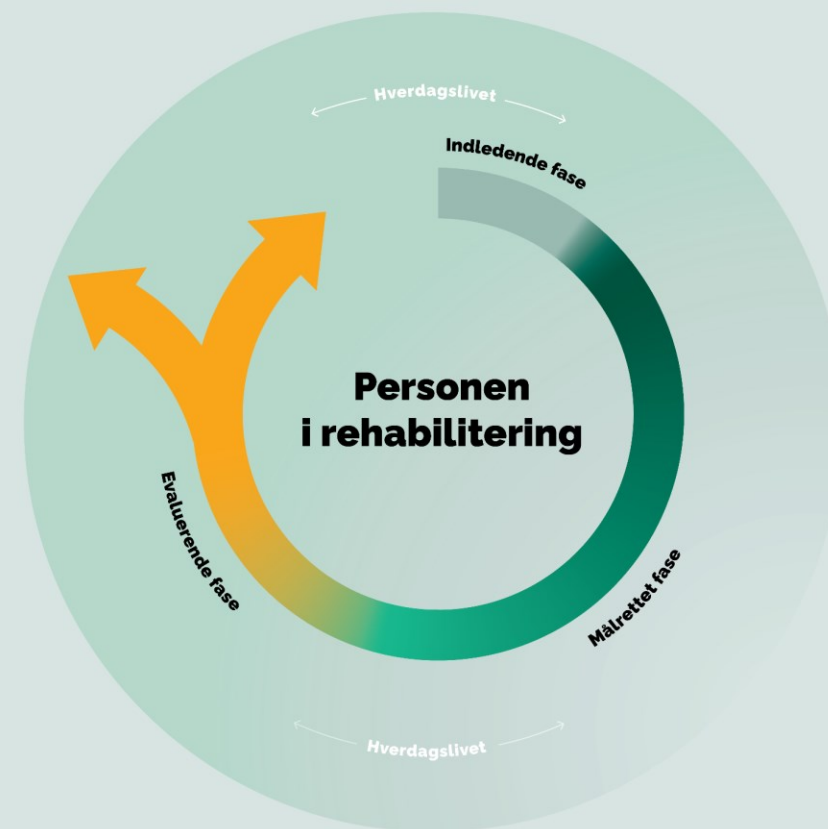 Hverdagslivet
Indledende fase
Personen
i rehabilitering
Evaluerende fase
Målrettet fase
Hverdagslivet